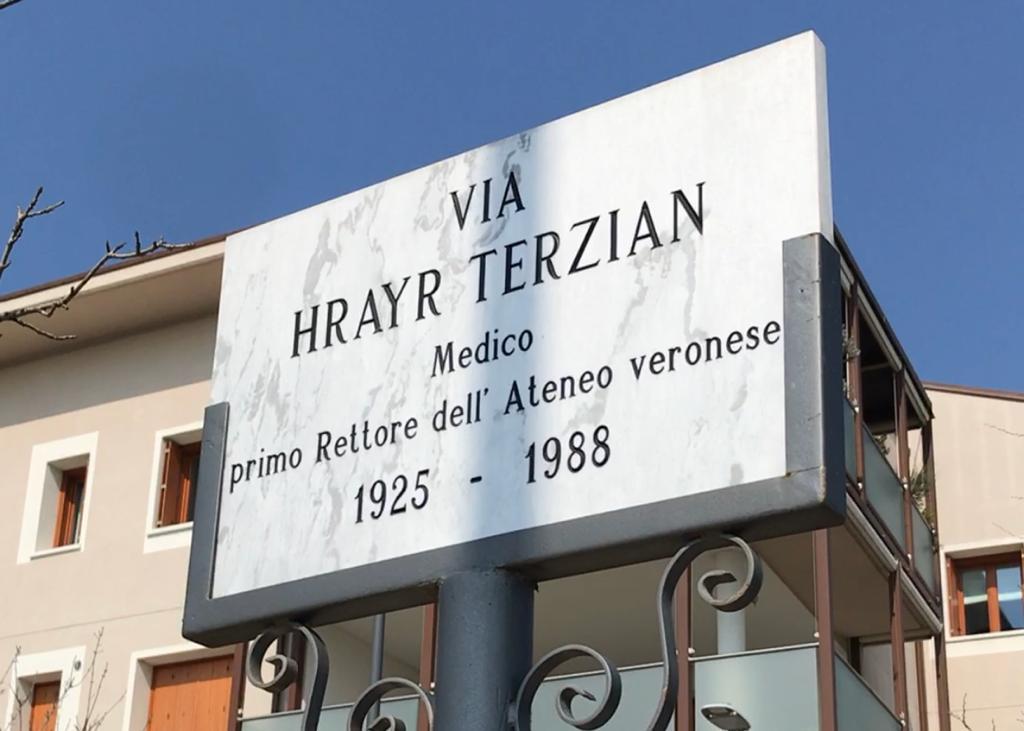 VIA
HRAYR TERZIAN
Medico
primo Rettore dell' Ateneo veronese
1925 - 1988